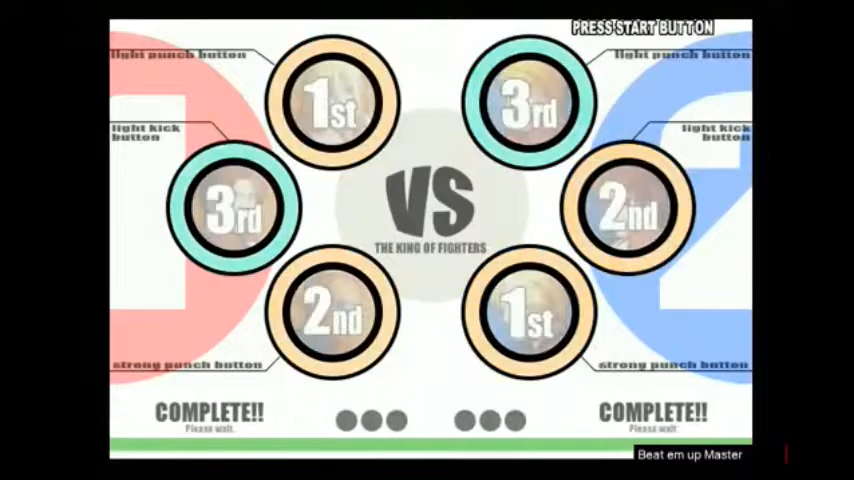 PRESS START BUTTON
light punch button
light punch button
1st
3rd
light kick
button
light kick
button
3rd
VS
2nd
THE KING OF FIGHTERS
2nd
1st
strong punch button
strong punch button
COMPLETE!!
Please wait.
COMPLETE!!
Please wait.
1
2
Beat em up Master